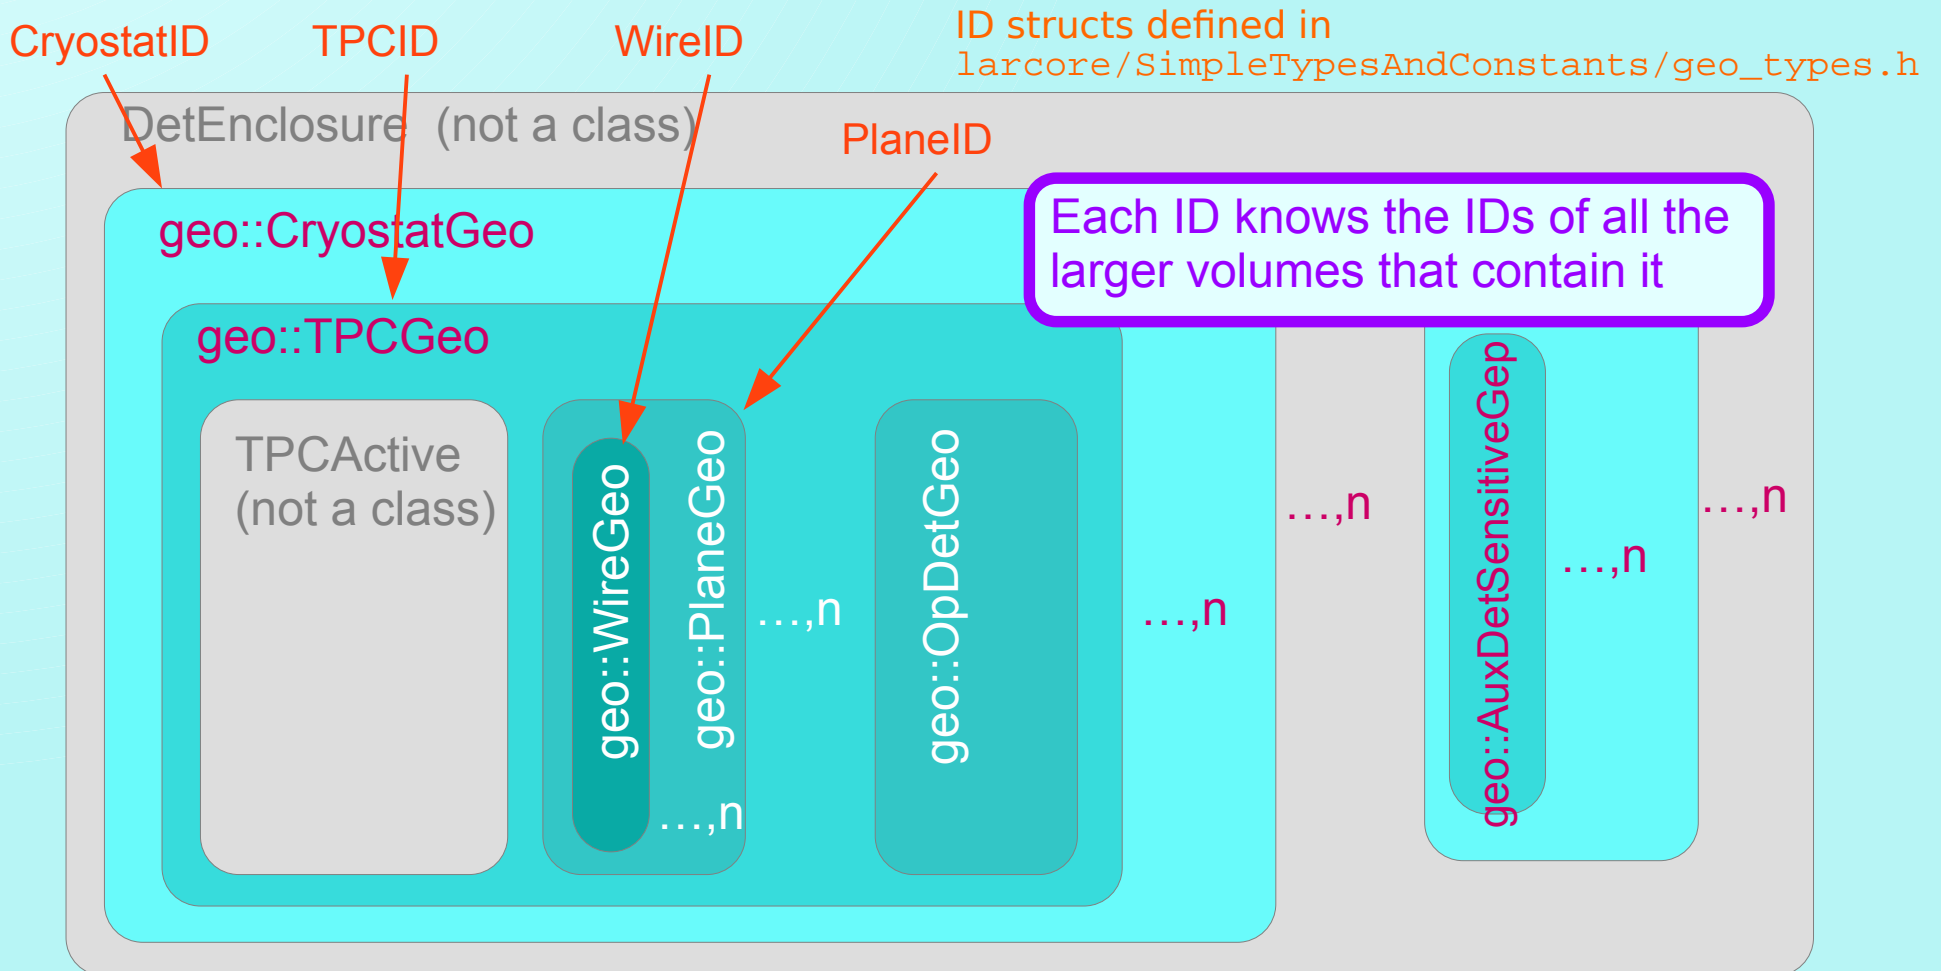 CryostatID
TPCID
WireID
ID structs defined in
larcore/SimpleTypesAndConstants/geo_types.h
DetEnclosure (not a class)
PlaneID
geo::CryostatGeo
Each ID knows the IDs of all the
larger volumes that contain it
geo::TPCGeo
TPCActive
(not a class)
geo::WireGeo
geo::PlaneGeo
…,n
…,n
geo::OpDetGeo
…,n
…,n
geo::AuxDetSensitiveGep
…,n
…,n